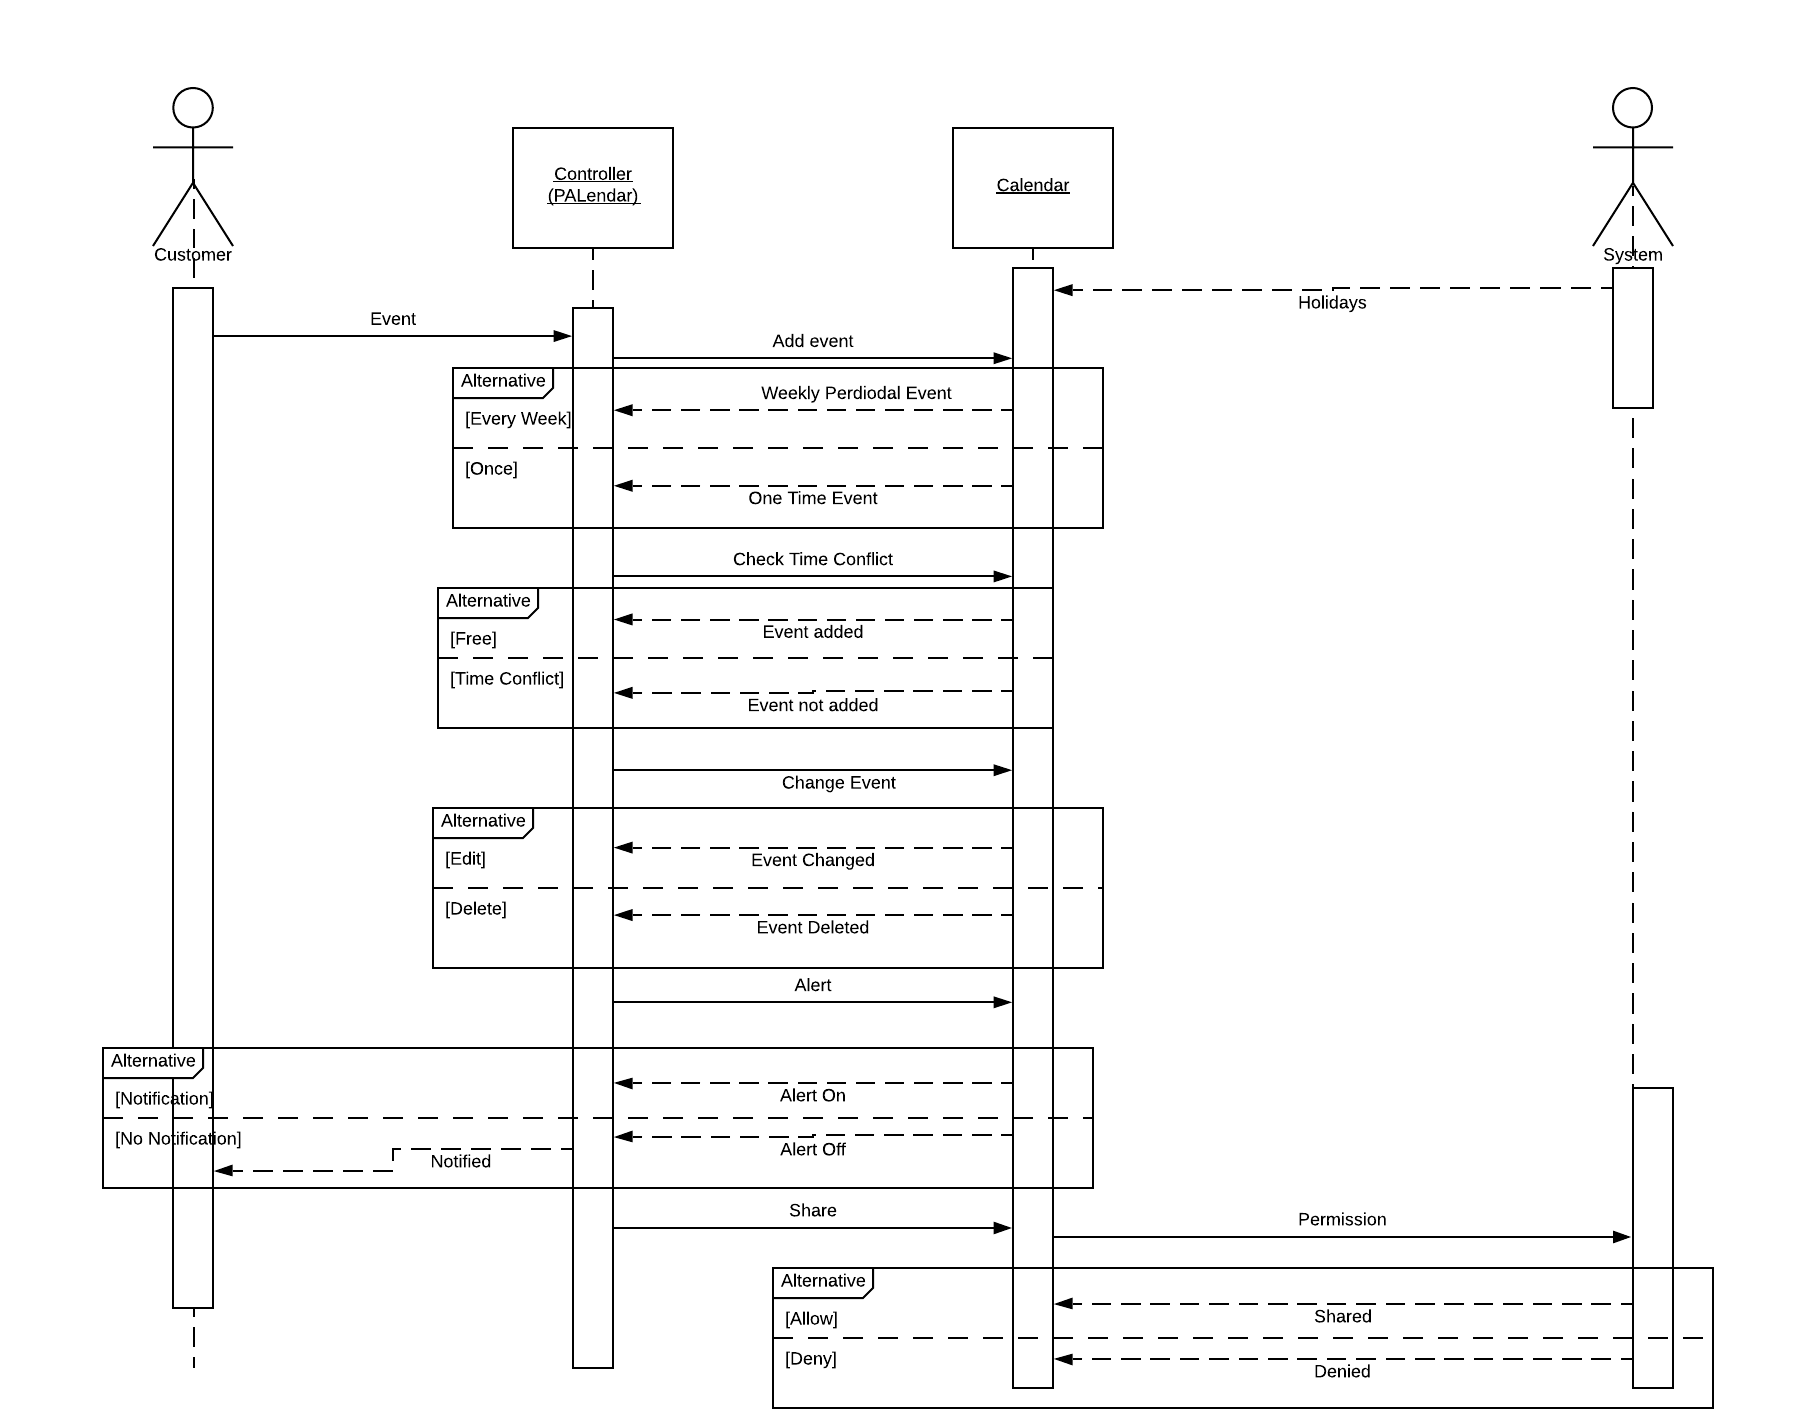 Controller
(PALendar)
Calendar
Customer
System
Holidays
Event
Add event
Alternative
Weekly Perdiodal Event
[Every Week]
[Once]
One Time Event
Check Time Conflict
Alternative
Event added
[Free]
[Time Conflict]
Event not added
Change Event
Alternative
[Edit]
Event Changed
[Delete]
Event Deleted
Alert
Alternative
[Notification]
Alert On
[No Notification]
Alert Off
Notified
Share
Permission
Alternative
[Allow]
Shared
[Deny]
Denied